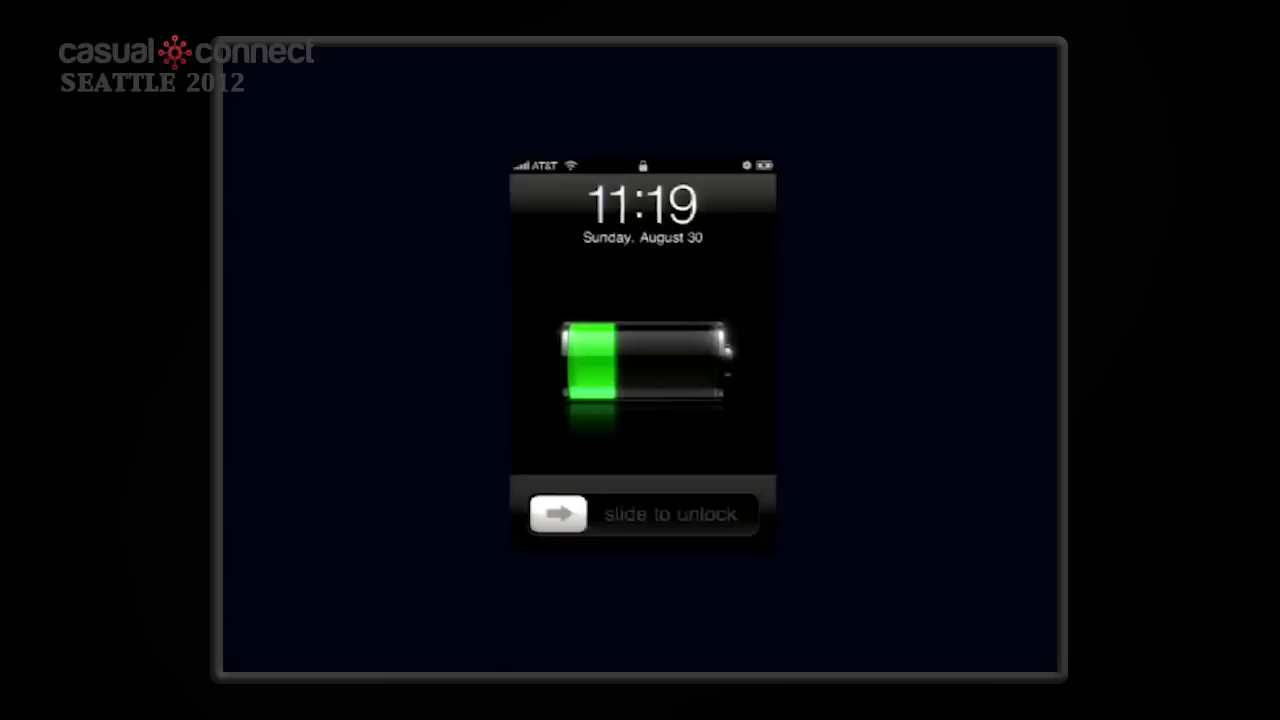 casual connect
SEATTLE 2012
AT&T
11:19
Sunday, August 30
slide to unlock